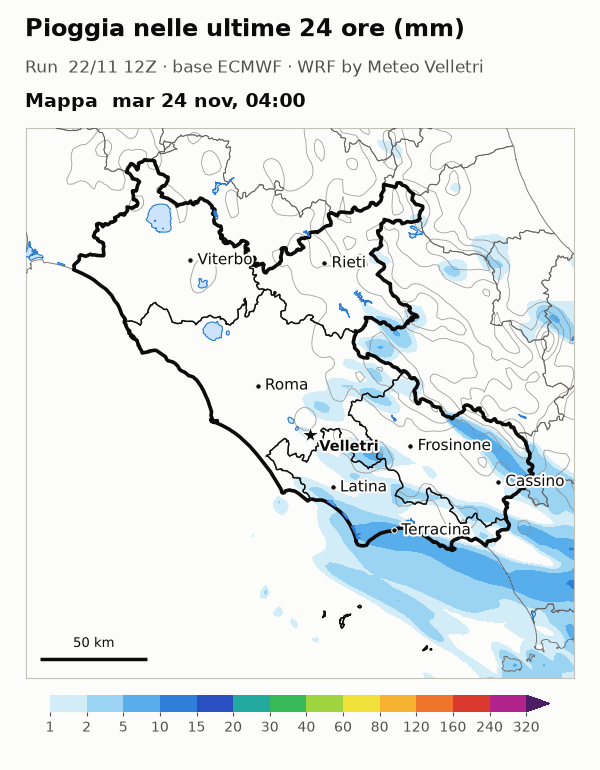 Pioggia nelle ultime 24 ore (mm)
Run 22/11 12Z · base ECMWF · WRF by Meteo Velletri
Mappa mar 24 nov, 04:00
Viterbo
Rieti
Roma
Velletri
Frosinone
Latina
Cassino
Terracina
50 km
1 2 5 10 15 20 30 40 60 80 120 160 240 320